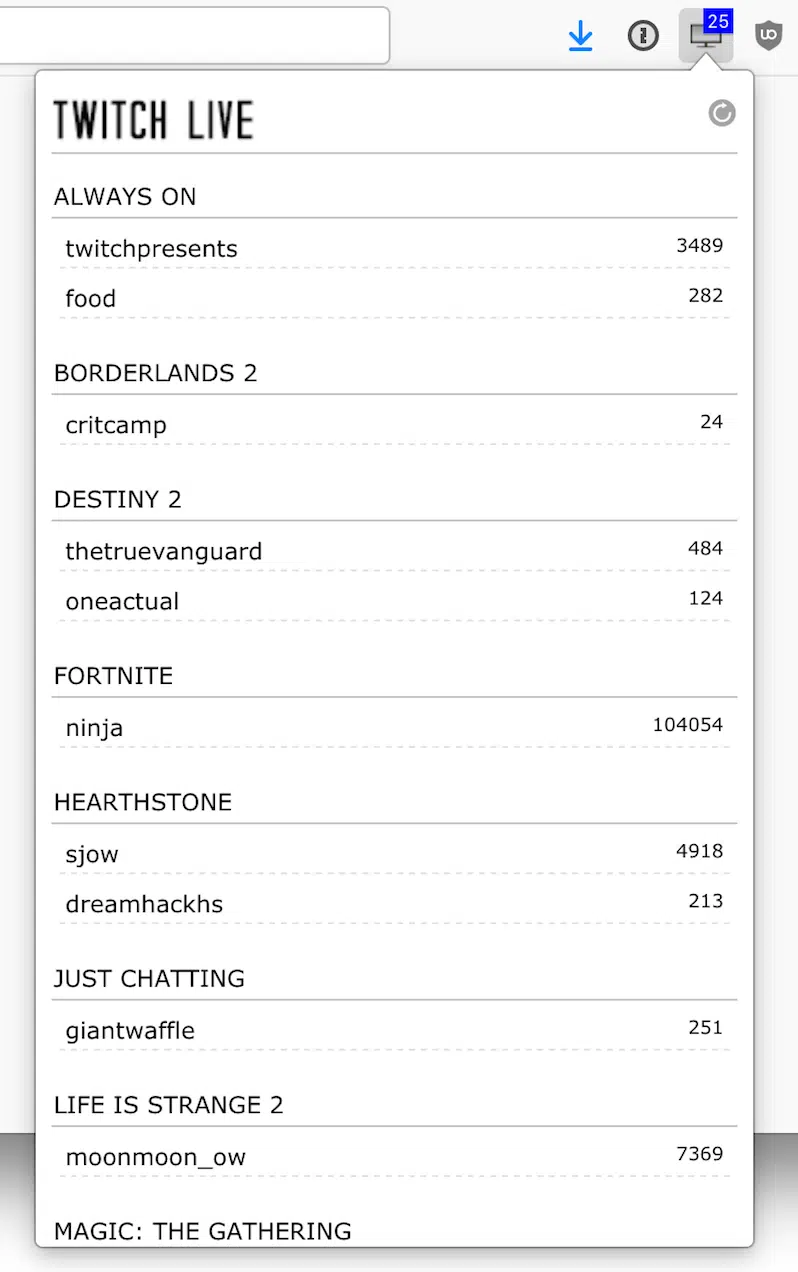 25
TWITCH LIVE
ALWAYS ON
twitchpresents 3489
food 282
BORDERLANDS 2
critcamp 24
DESTINY 2
thetruevanguard 484
oneactual 124
FORTNITE
ninja 104054
HEARTHSTONE
sjow 4918
dreamhackhs 213
JUST CHATTING
giantwaffle 251
LIFE IS STRANGE 2
moonmoon_ow 7369
MAGIC: THE GATHERING